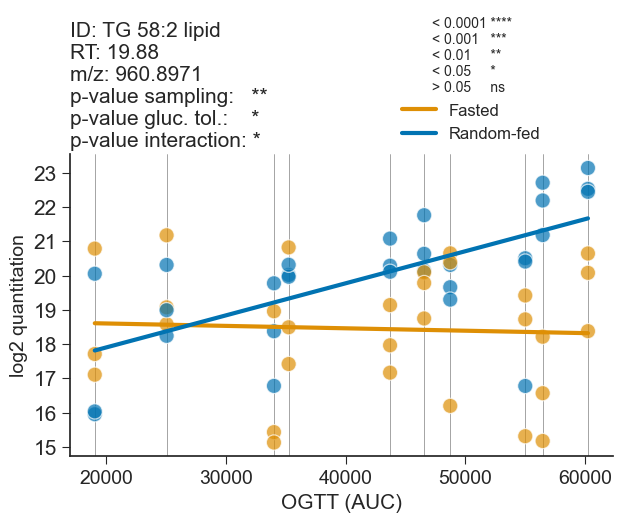 ID: TG 58:2 lipid
RT: 19.88
m/z: 960.8971
p-value sampling: **
p-value gluc. tol.: *
p-value interaction: *
< 0.0001 ****
< 0.001 ***
< 0.01 **
< 0.05 *
> 0.05 ns
Fasted
Random-fed
log2 quantitation
23
22
21
20
19
18
17
16
15
20000 30000 40000 50000 60000
OGTT (AUC)